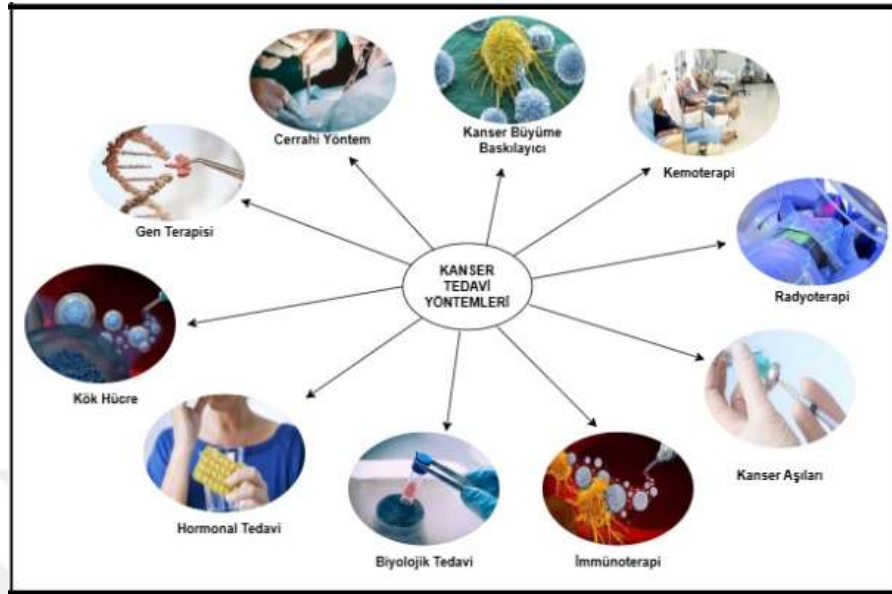 Cerrahi Yöntem
Kanser Büyüme
Baskılayıcı
Kemoterapi
Gen Terapisi
KANSER
TEDAVİ
YÖNTEMLERİ
Radyoterapi
Kök Hücre
Kanser Aşıları
Hormonal Tedavi
Biyolojik Tedavi
İmmünoterapi